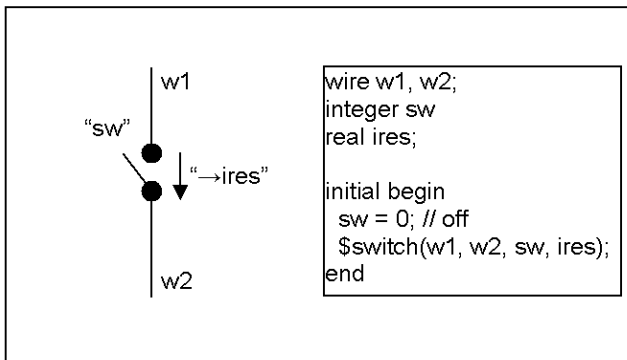 w1
“sw”
“→ires”
w2
wire w1, w2;
integer sw
real ires;
initial begin
sw = 0; // off
$switch(w1, w2, sw, ires);
end